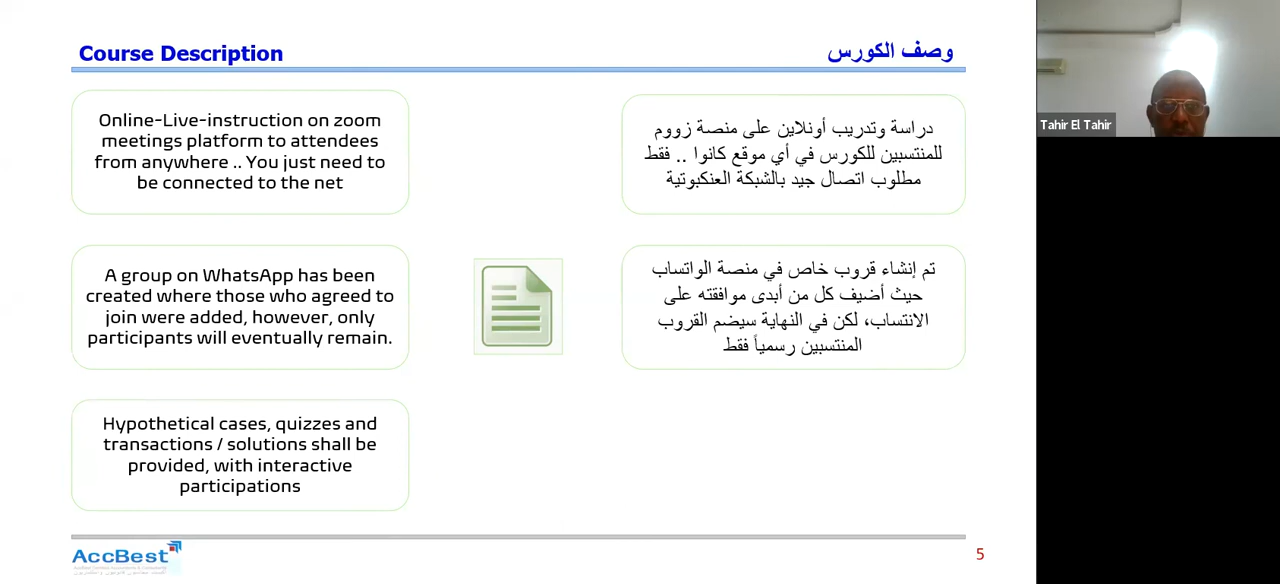 Course Description
وصف الكورس
Online-Live-instruction on zoom
meetings platform to attendees
from anywhere .. You just need to
be connected to the net
دراسة وتدريب أونلاين على منصة زووم
للمنتسبين للكورس في أي موقع كانوا .. فقط
مطلوب اتصال جيد بالشبكة العنكبوتية
A group on WhatsApp has been
created where those who agreed to
join were added, however, only
participants will eventually remain.
تم إنشاء قروب خاص في منصة الواتساب
حيث أضيف كل من أبدى موافقته على
الانتساب، لكن في النهاية سيضم القروب
المنتسبين رسمياً فقط
Hypothetical cases, quizzes and
transactions / solutions shall be
provided, with interactive
participations
AccBest
5
Tahir El Tahir